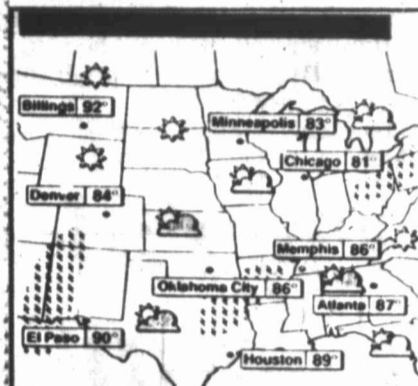 Billings 92°
Minneapolis 83°
Chicago 81°
Denver 84°
Memphis 86°
Oklahoma City 86°
Atlanta 87°
El Paso 90°
Houston 89°